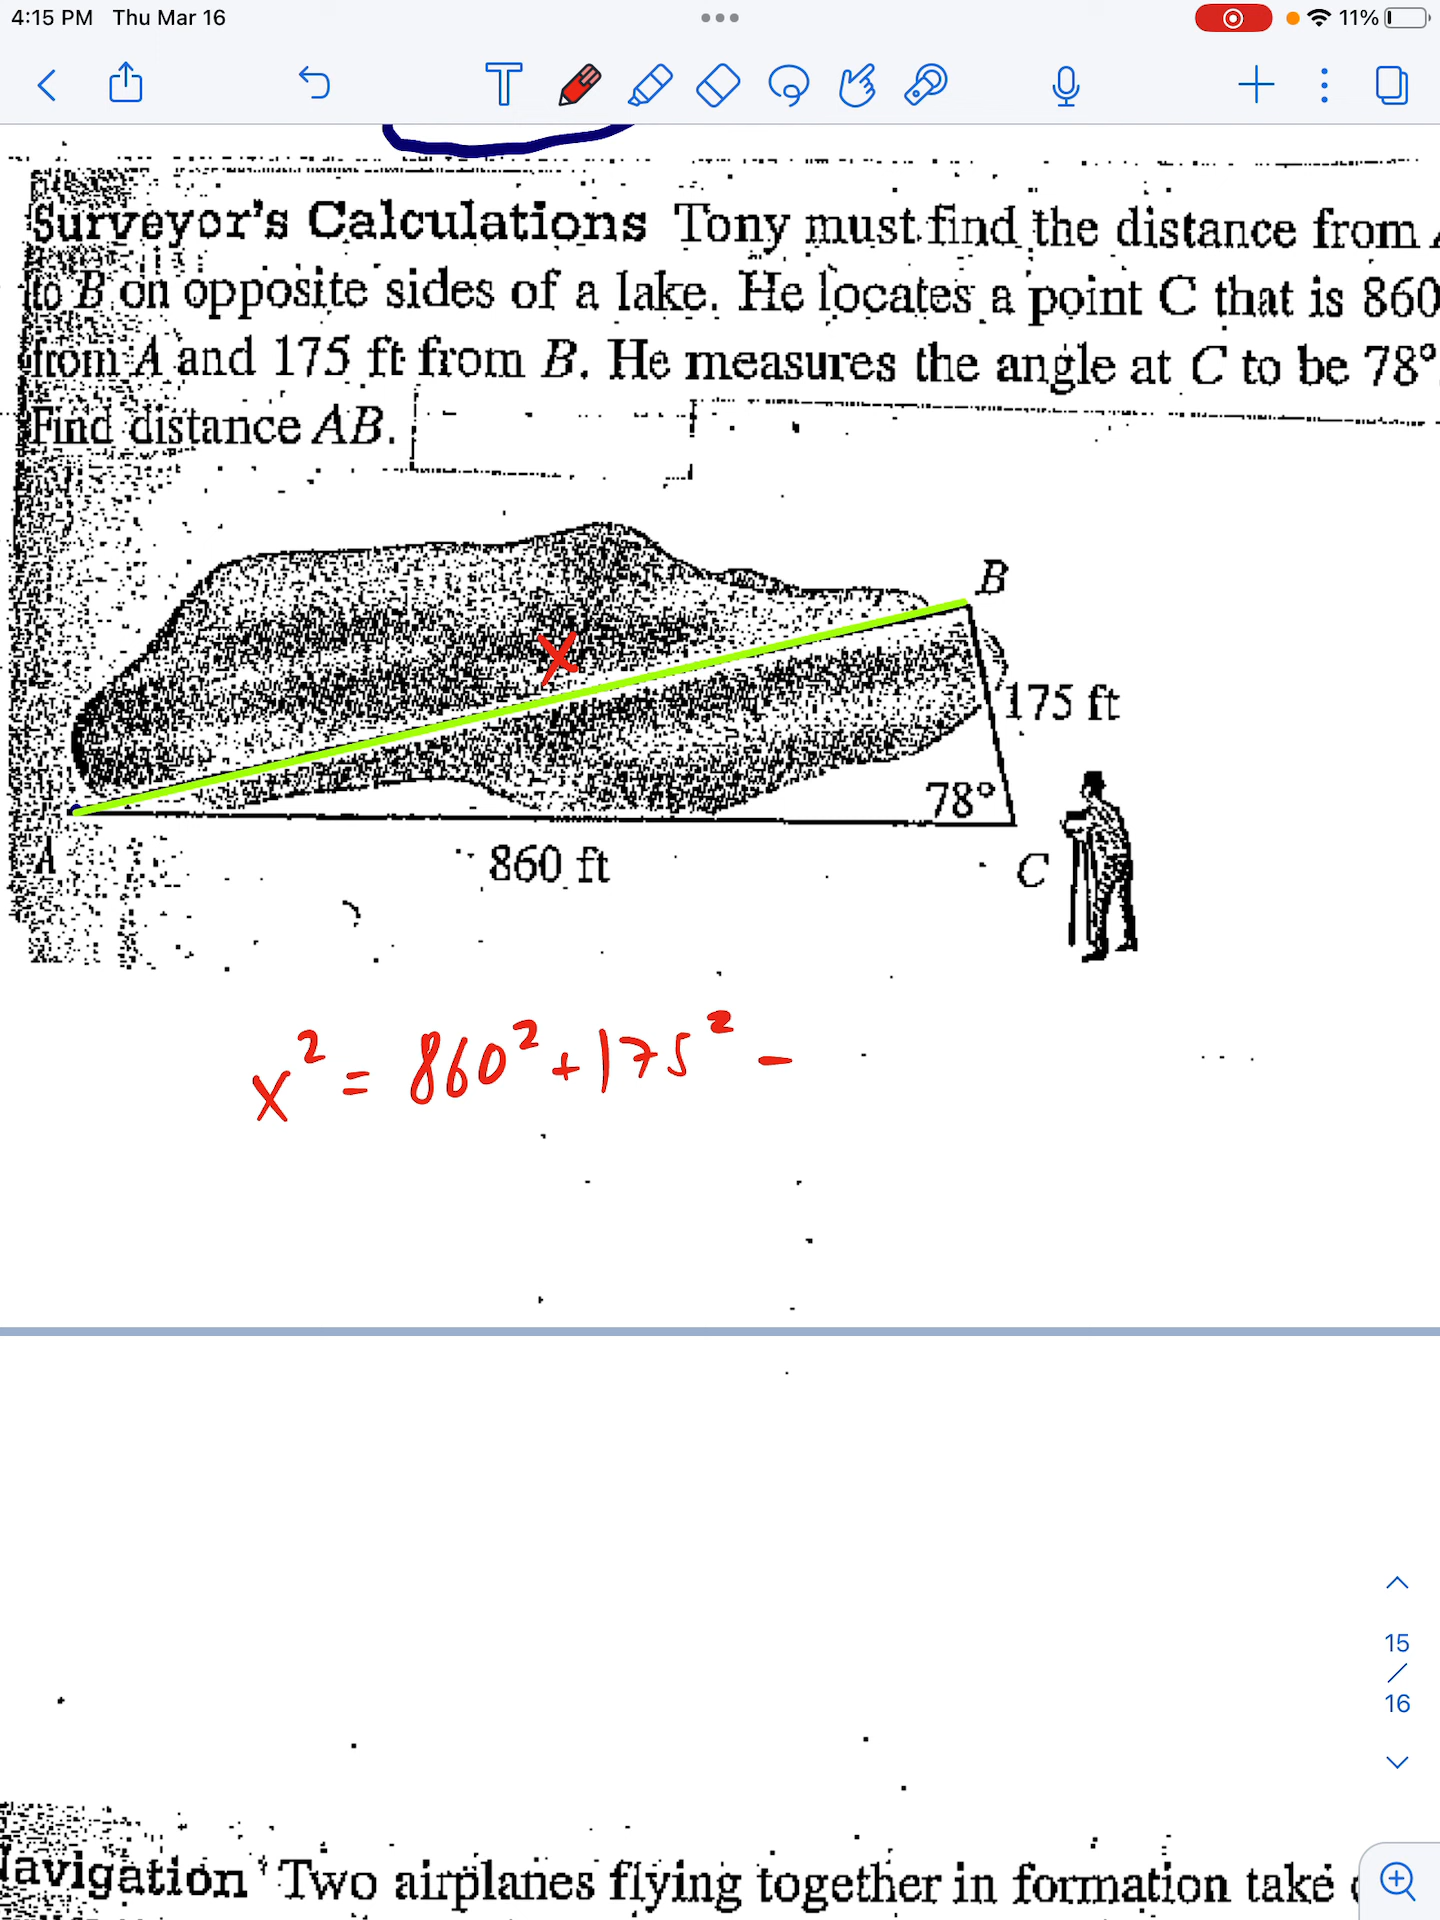 4:15 PM Thu Mar 16
11%
Surveyor's Calculations Tony must find the distance from
to B on opposite sides of a lake. He locates a point C that is 860
from A and 175 ft from B. He measures the angle at C to be 78°
Find distance AB.
B
X
175 ft
78°
A
860 ft
C
x² = 860² + 175² -
15
/
16
avigation Two airplanes flying together in formation take